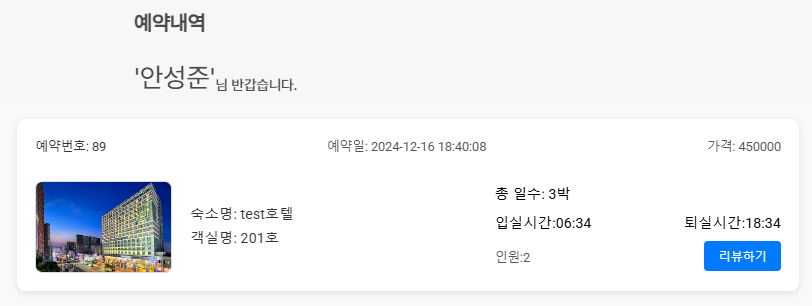 예약내역
'안성준'님 반갑습니다.
예약번호: 89 예약일: 2024-12-16 18:40:08 가격: 450000
숙소명: test호텔
객실명: 201호
총 일수: 3박
입실시간:06:34 퇴실시간:18:34
인원:2 리뷰하기